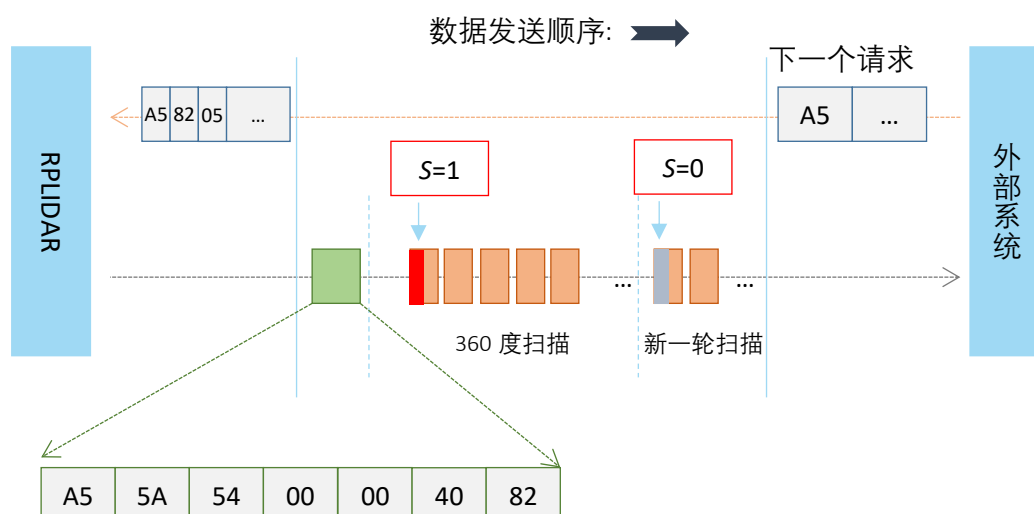 数据发送顺序:
下一个请求
A5 82 05 ...
A5 ...
RPLIDAR
外部系统
S=1
S=0
...
...
360 度扫描
新一轮扫描
A5 5A 54 00 00 40 82